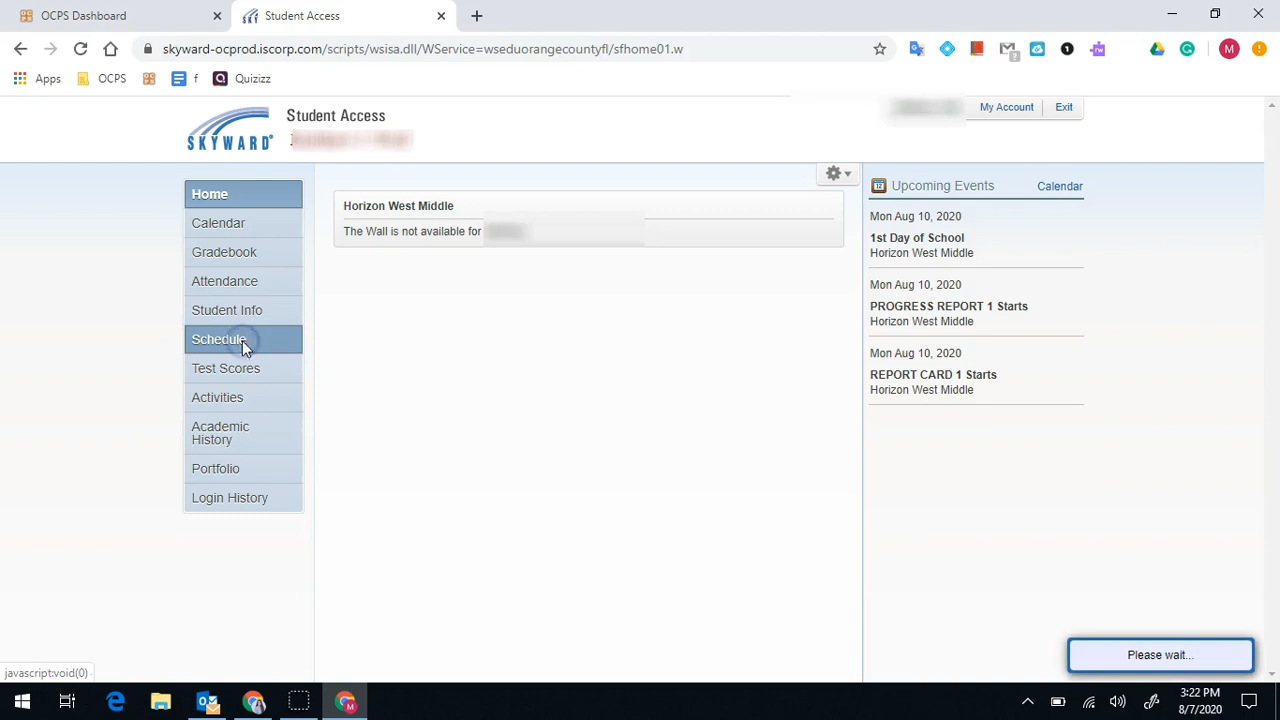 OCPS Dashboard
Student Access
skyward-ocprod.iscorp.com/scripts/wsisa.dll/WService=wseduorangecountyfl/sfhome01.w
Apps
OCPS
f
Quizizz
SKYWARD
Student Access
My Account
Exit
Home
Calendar
Gradebook
Attendance
Student Info
Schedule
Test Scores
Activities
Academic
History
Portfolio
Login History
Horizon West Middle
The Wall is not available for
Upcoming Events
Calendar
Mon Aug 10, 2020
1st Day of School
Horizon West Middle
Mon Aug 10, 2020
PROGRESS REPORT 1 Starts
Horizon West Middle
Mon Aug 10, 2020
REPORT CARD 1 Starts
Horizon West Middle
Please wait...
javascript:void(0)
3:22 PM
8/7/2020